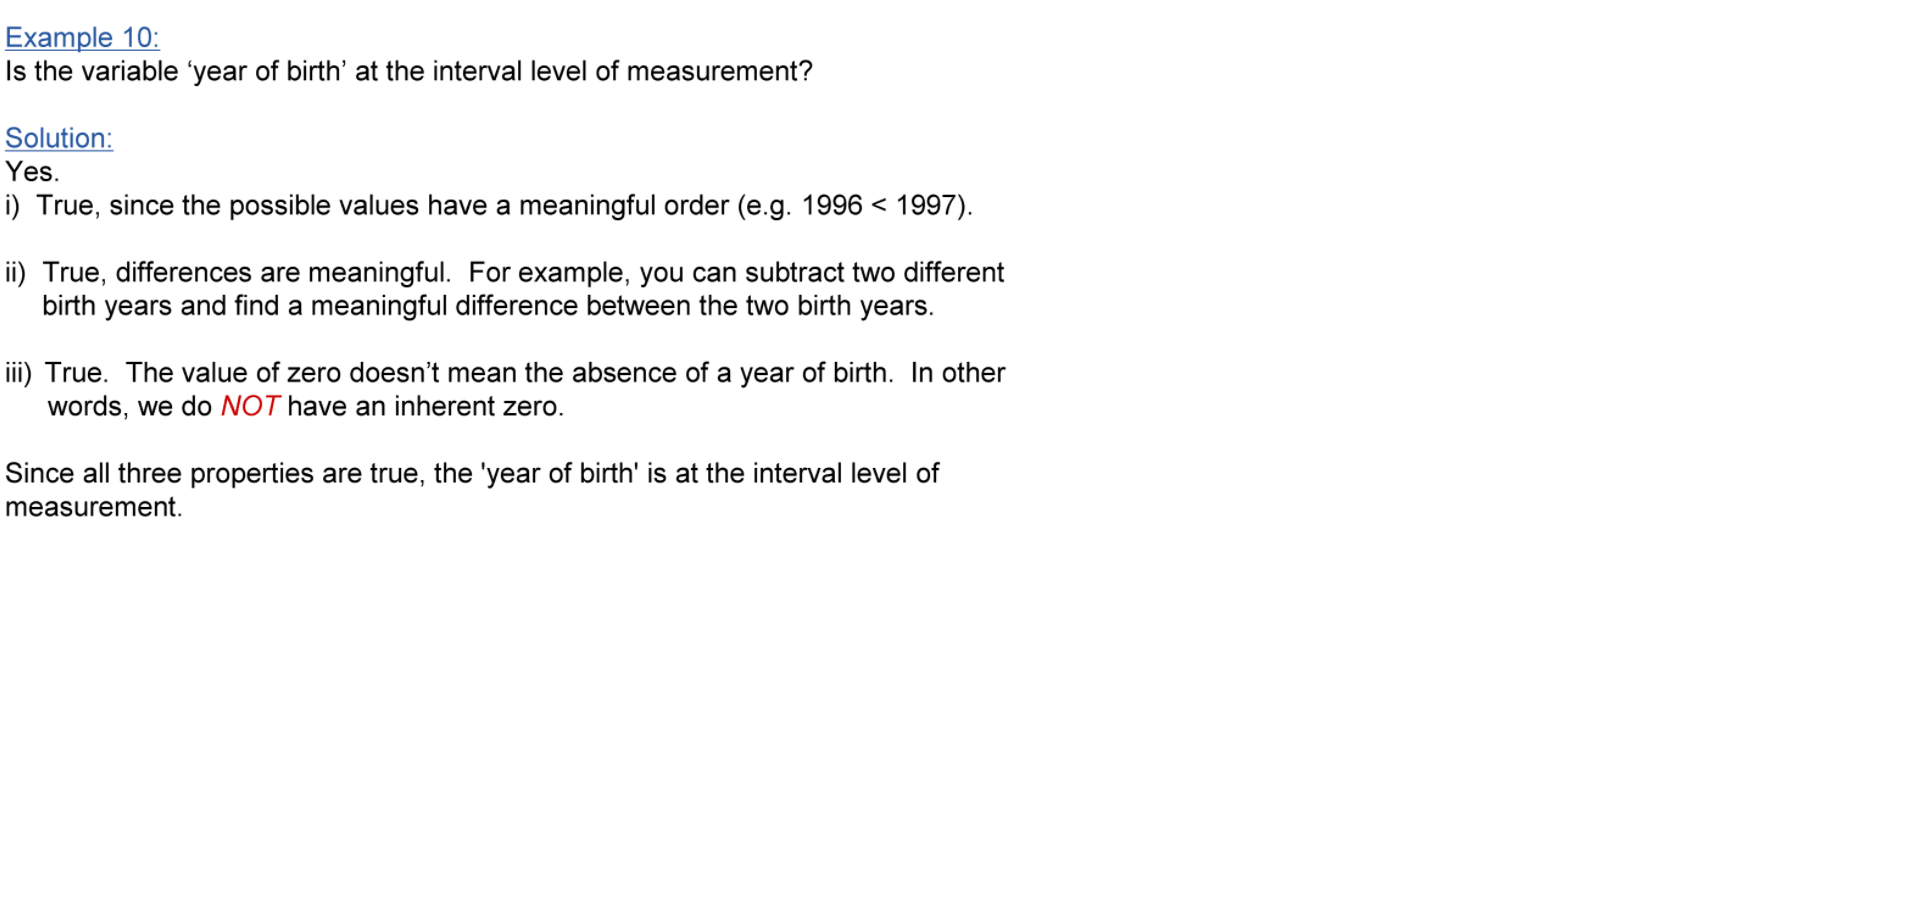 Example 10:
Is the variable ‘year of birth’ at the interval level of measurement?
Solution:
Yes.
i) True, since the possible values have a meaningful order (e.g. 1996 < 1997).
ii) True, differences are meaningful. For example, you can subtract two different
birth years and find a meaningful difference between the two birth years.
iii) True. The value of zero doesn’t mean the absence of a year of birth. In other
words, we do NOT have an inherent zero.
Since all three properties are true, the 'year of birth' is at the interval level of
measurement.